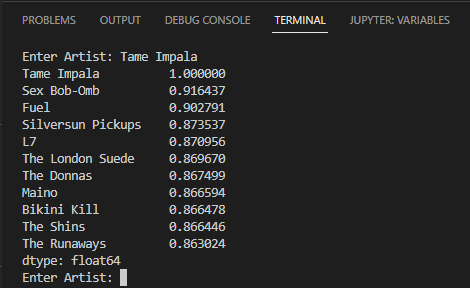 PROBLEMS OUTPUT DEBUG CONSOLE TERMINAL JUPYTER: VARIABLES
Enter Artist: Tame Impala
Tame Impala 1.000000
Sex Bob-Omb 0.916437
Fuel 0.902791
Silversun Pickups 0.873537
L7 0.870956
The London Suede 0.869670
The Donnas 0.867499
Maino 0.866594
Bikini Kill 0.866478
The Shins 0.866446
The Runaways 0.863024
dtype: float64
Enter Artist: